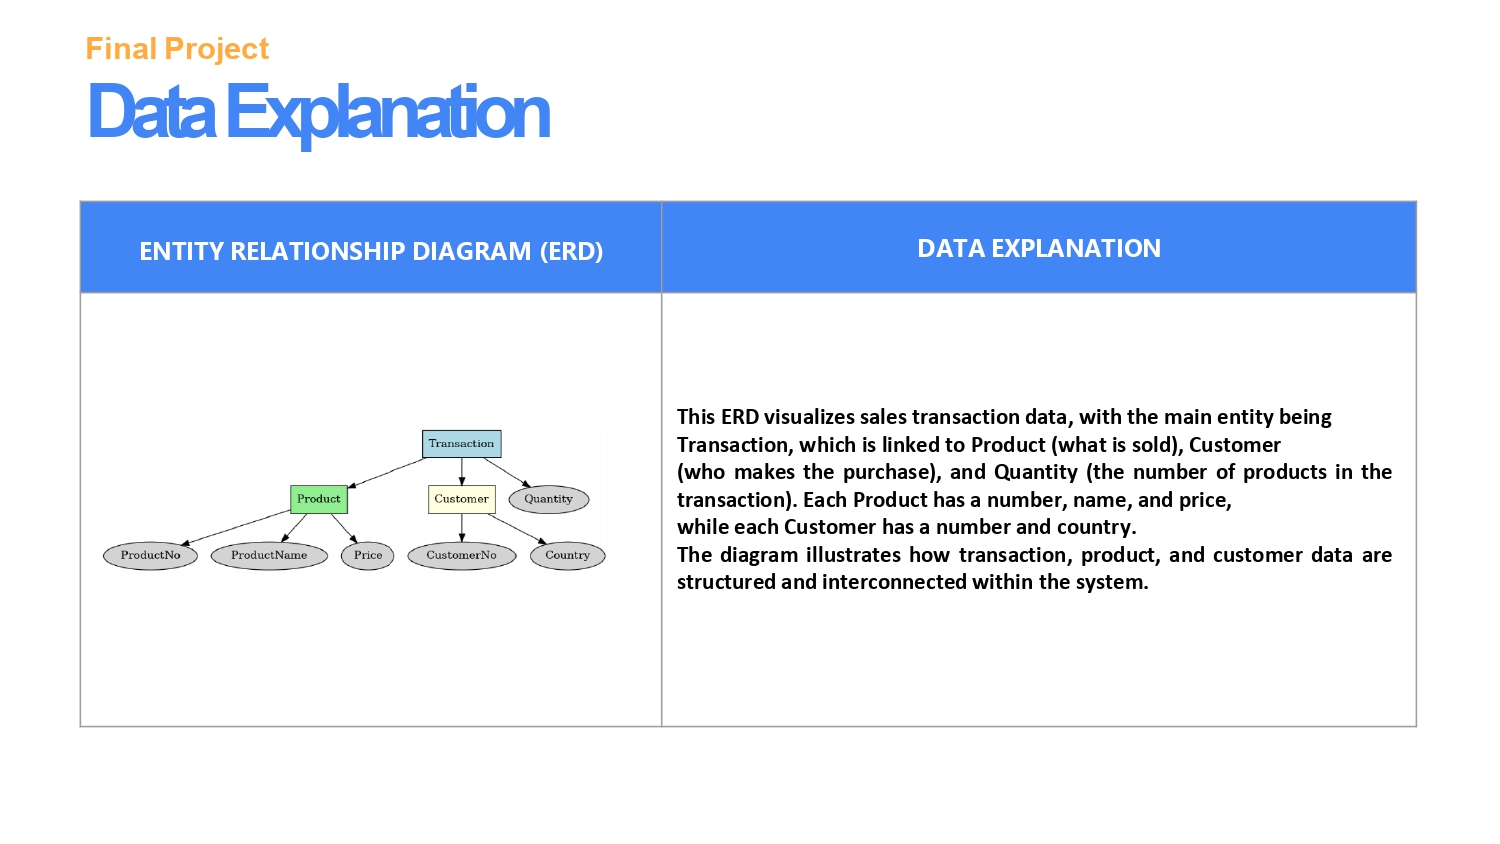 Final Project
Data Explanation
ENTITY RELATIONSHIP DIAGRAM (ERD)
DATA EXPLANATION
Transaction
Product
Customer
Quantity
ProductNo
ProductName
Price
CustomerNo
Country
This ERD visualizes sales transaction data, with the main entity being
Transaction, which is linked to Product (what is sold), Customer
(who makes the purchase), and Quantity (the number of products in the
transaction). Each Product has a number, name, and price,
while each Customer has a number and country.
The diagram illustrates how transaction, product, and customer data are
structured and interconnected within the system.